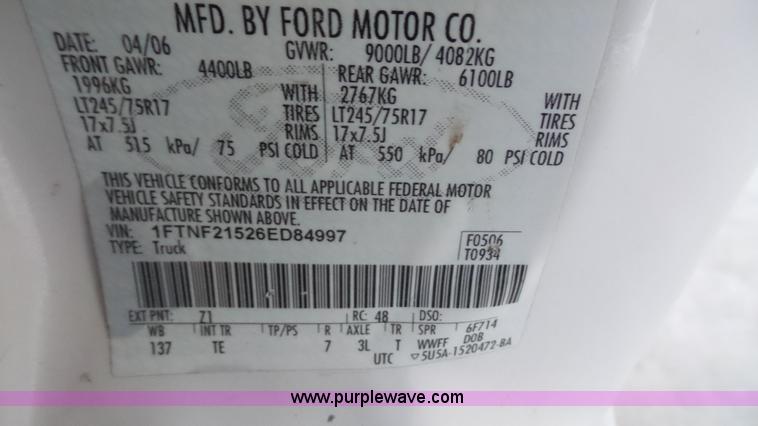 MFD. BY FORD MOTOR CO.
DATE: 04/06 GVWR: 9000LB/ 4082KG
FRONT GAWR: 4400LB REAR GAWR: 6100LB
1996KG WITH 2767KG WITH
LT245/75R17 TIRES LT245/75R17 TIRES
17x7.5J RIMS 17x7.5J RIMS
AT 515 kPa/ 75 PSI COLD AT 550 kPa/ 80 PSI COLD
THIS VEHICLE CONFORMS TO ALL APPLICABLE FEDERAL MOTOR
VEHICLE SAFETY STANDARDS IN EFFECT ON THE DATE OF
MANUFACTURE SHOWN ABOVE.
VIN: 1FTNF21526ED84997 F0506
TYPE: Truck T0934
EXT PNT: Z1 RC: 48 DSO:
WB INT TR TP/PS R AXLE TR SPR 6F714
137 TE 7 3L T WWFF DOB
UTC ▽5U5A-1520472-BA
www.purplewave.com